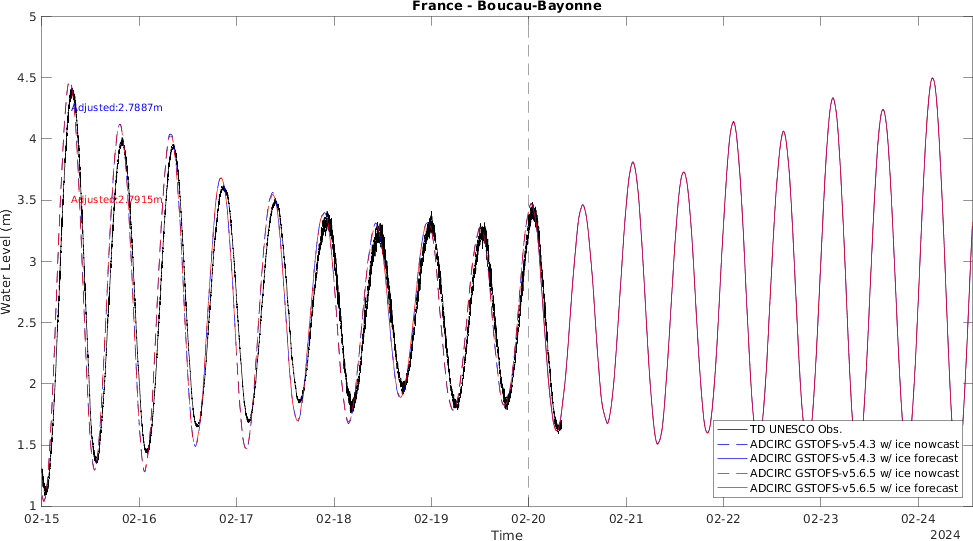 France - Boucau-Bayonne
5
4.5
4
3.5
3
2.5
2
1.5
1
Water Level (m)
Adjusted:2.7887m
Adjusted:2.7915m
TD UNESCO Obs.
ADCIRC GSTOFS-v5.4.3 w/ ice nowcast
ADCIRC GSTOFS-v5.4.3 w/ ice forecast
ADCIRC GSTOFS-v5.6.5 w/ ice nowcast
ADCIRC GSTOFS-v5.6.5 w/ ice forecast
02-15 02-16 02-17 02-18 02-19 02-20 02-21 02-22 02-23 02-24
Time
2024